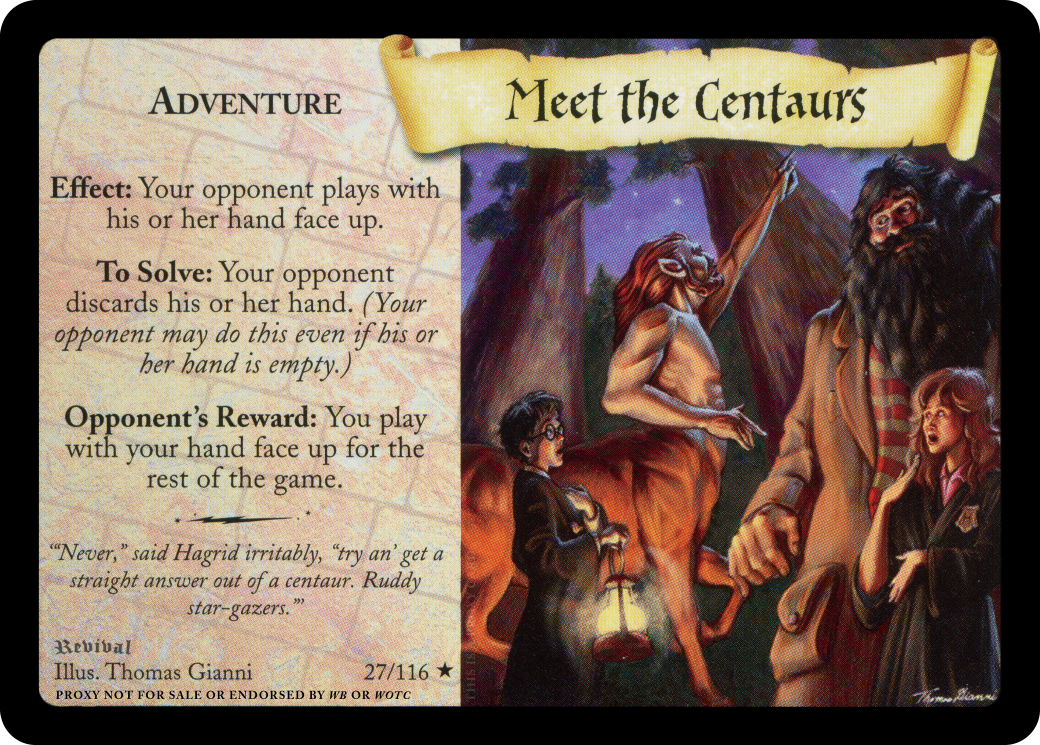 Adventure
Meet the Centaurs
Effect: Your opponent plays with
his or her hand face up.
To Solve: Your opponent
discards his or her hand. (Your
opponent may do this even if his or
her hand is empty.)
Opponent's Reward: You play
with your hand face up for the
rest of the game.
"'Never,' said Hagrid irritably, "try an' get a
straight answer out of a centaur. Ruddy
star-gazers.'"
Revival
Illus. Thomas Gianni 27/116 ★
PROXY NOT FOR SALE OR ENDORSED BY WB OR WOTC
THIS IS
Thomas Gianni